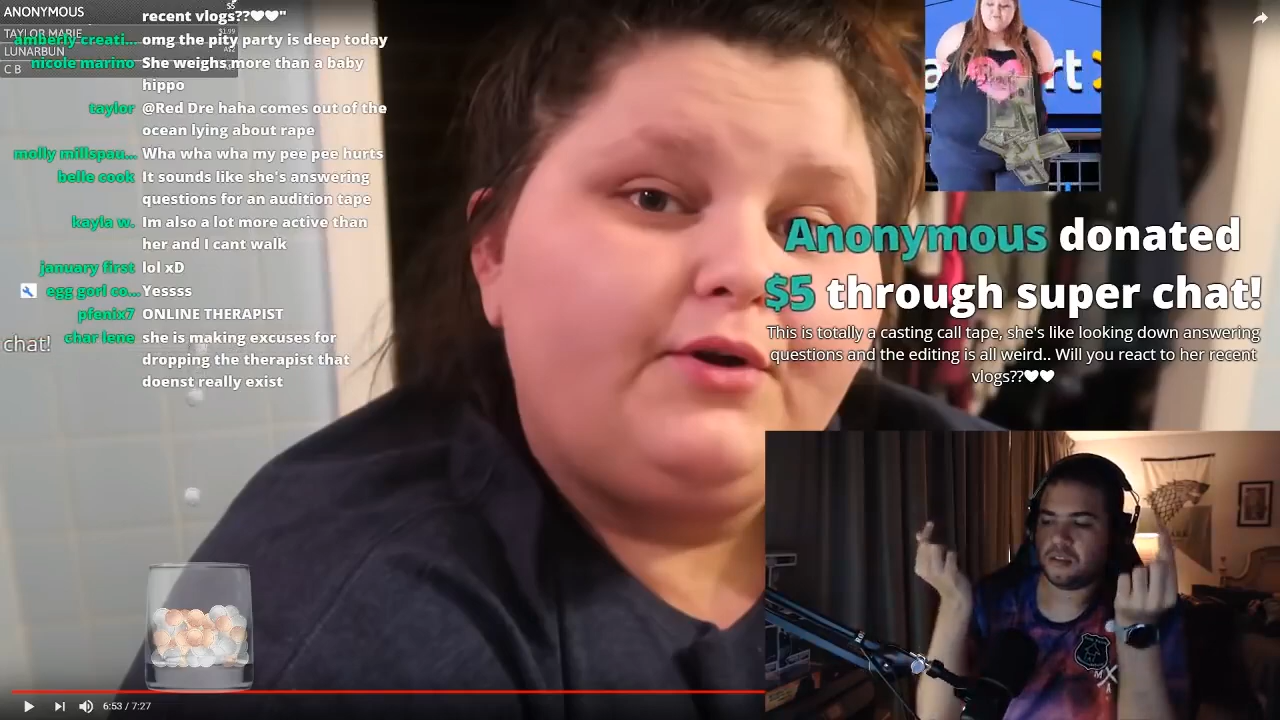 ANONYMOUS
$5
recent vlogs??♥♥"
TAYLOR MARIE
$1.99
amberly creati... omg the pity party is deep today
LUNARBUN
nicole marino She weighs more than a baby
C B
hippo
taylor @Red Dre haha comes out of the
ocean lying about rape
molly millspau... Wha wha wha my pee pee hurts
belle cook It sounds like she's answering
questions for an audition tape
kayla w. Im also a lot more active than
her and I cant walk
january first lol xD
egg gorl co... Yessss
pfenix7 ONLINE THERAPIST
chat!
char lene she is making excuses for
dropping the therapist that
doenst really exist
Anonymous donated
$5 through super chat!
This is totally a casting call tape, she's like looking down answering
questions and the editing is all weird.. Will you react to her recent
vlogs??♥♥
6:53 / 7:27